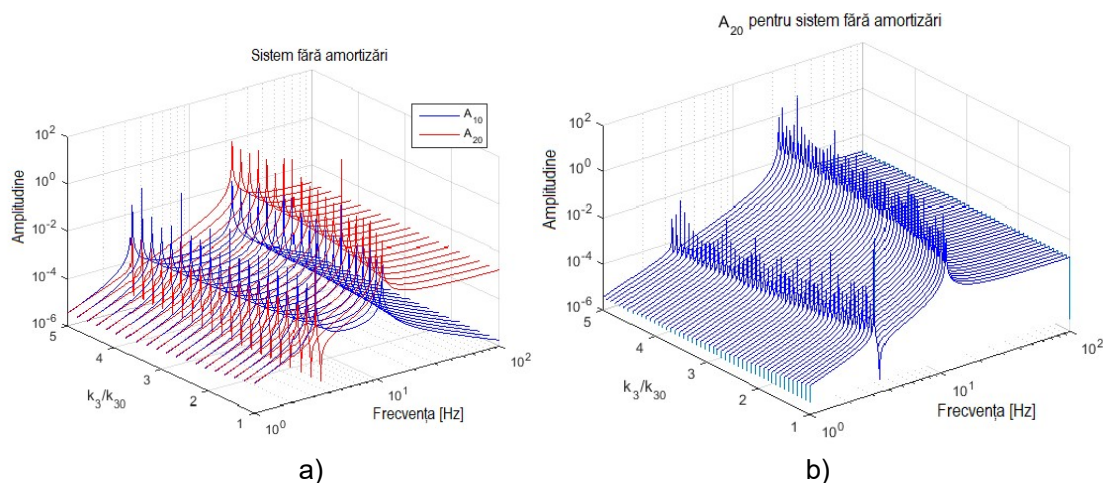 Sistem fără amortizări
A10
A20
Amplitudine
10^2
10^0
10^-2
10^-4
10^-6
5
4
3
2
1
k3/k30
10^0
10^1
10^2
Frecvența [Hz]
a)
A20 pentru sistem fără amortizări
Amplitudine
10^2
10^0
10^-2
10^-4
10^-6
5
4
3
2
1
k3/k30
10^0
10^1
10^2
Frecvența [Hz]
b)